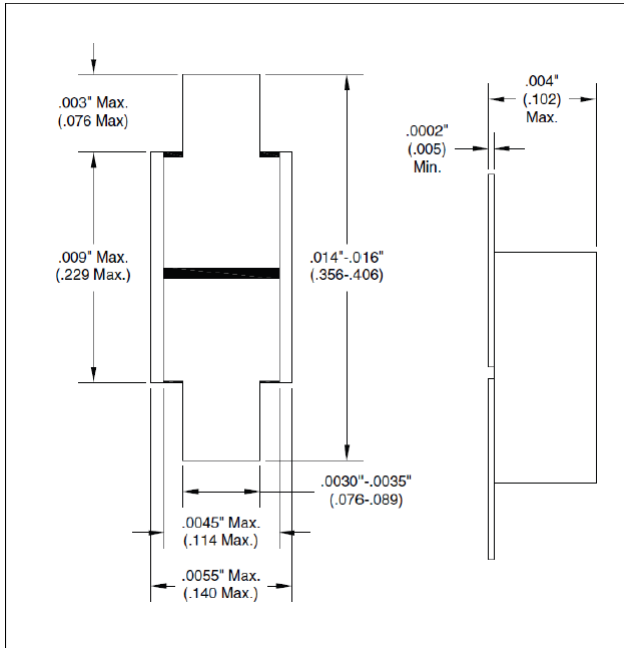 .003" Max.
(.076 Max)
.009" Max.
(.229 Max.)
.014"-.016"
(.356-.406)
.0030"-.0035"
(.076-.089)
.0045" Max.
(.114 Max.)
.0055" Max.
(.140 Max.)
.004"
(.102)
Max.
.0002"
(.005)
Min.